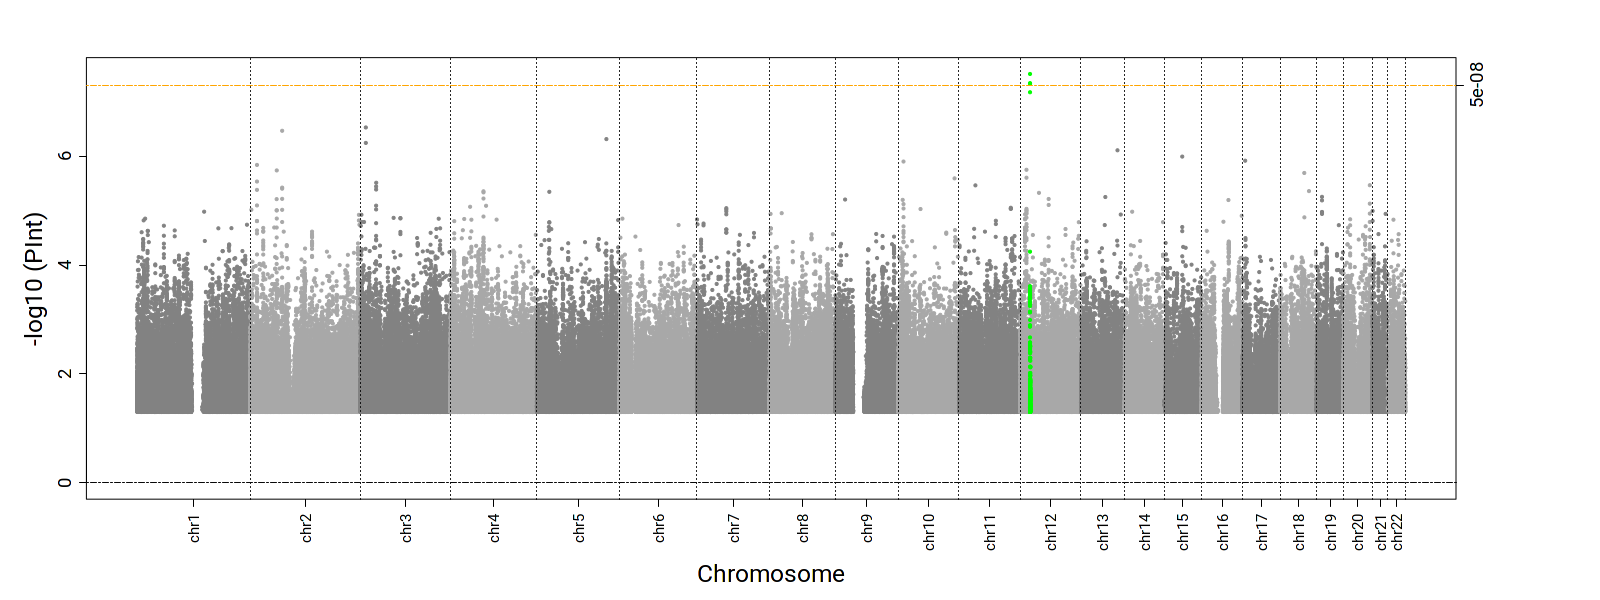 -log10 (PInt)
6
4
2
0
5e-08
chr1
chr2
chr3
chr4
chr5
chr6
chr7
chr8
chr9
chr10
chr11
chr12
chr13
chr14
chr15
chr16
chr17
chr18
chr19
chr20
chr21
chr22
Chromosome